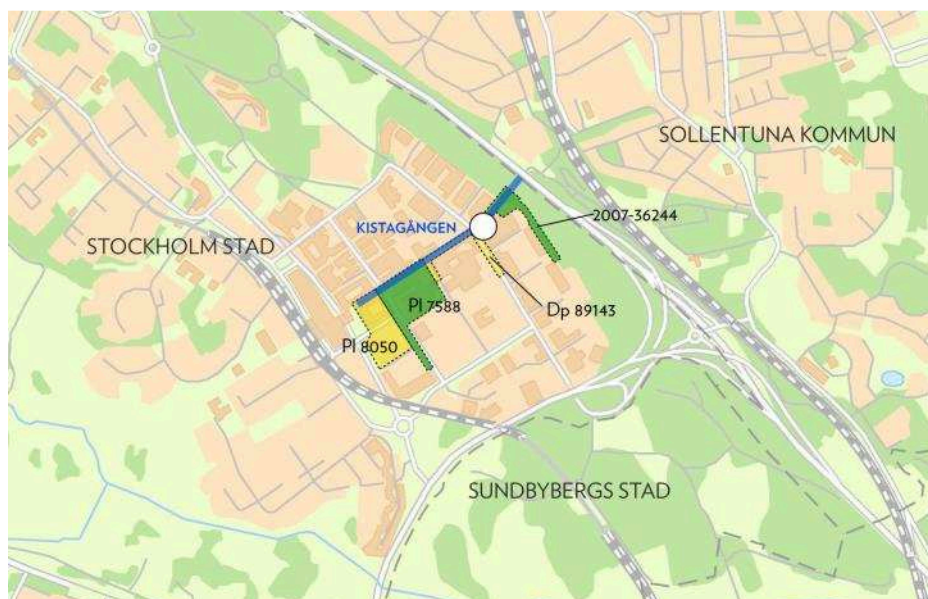 SOLLENTUNA KOMMUN
2007-36244
KISTAGÅNGEN
STOCKHOLM STAD
Pl 7588
Dp 89143
Pl 8050
SUNDBYBERGS STAD